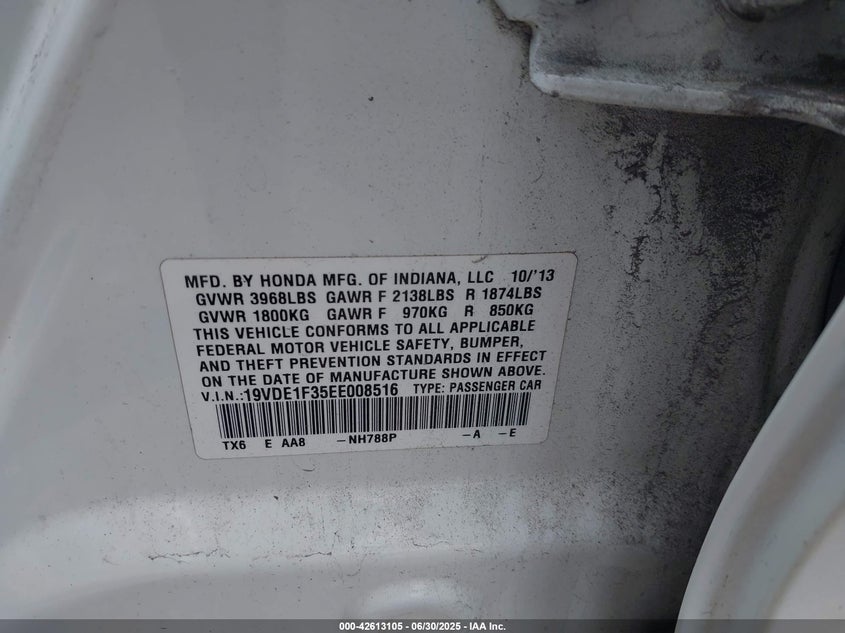 MFD. BY HONDA MFG. OF INDIANA, LLC 10/'13
GVWR 3968LBS GAWR F 2138LBS R 1874LBS
GVWR 1800KG GAWR F 970KG R 850KG
THIS VEHICLE CONFORMS TO ALL APPLICABLE
FEDERAL MOTOR VEHICLE SAFETY, BUMPER,
AND THEFT PREVENTION STANDARDS IN EFFECT
ON THE DATE OF MANUFACTURE SHOWN ABOVE.
V.I.N.:19VDE1F35EE008516 TYPE: PASSENGER CAR
TX6 E AA8 -NH788P -A -E
000-42613105 - 06/30/2025 - IAA Inc.